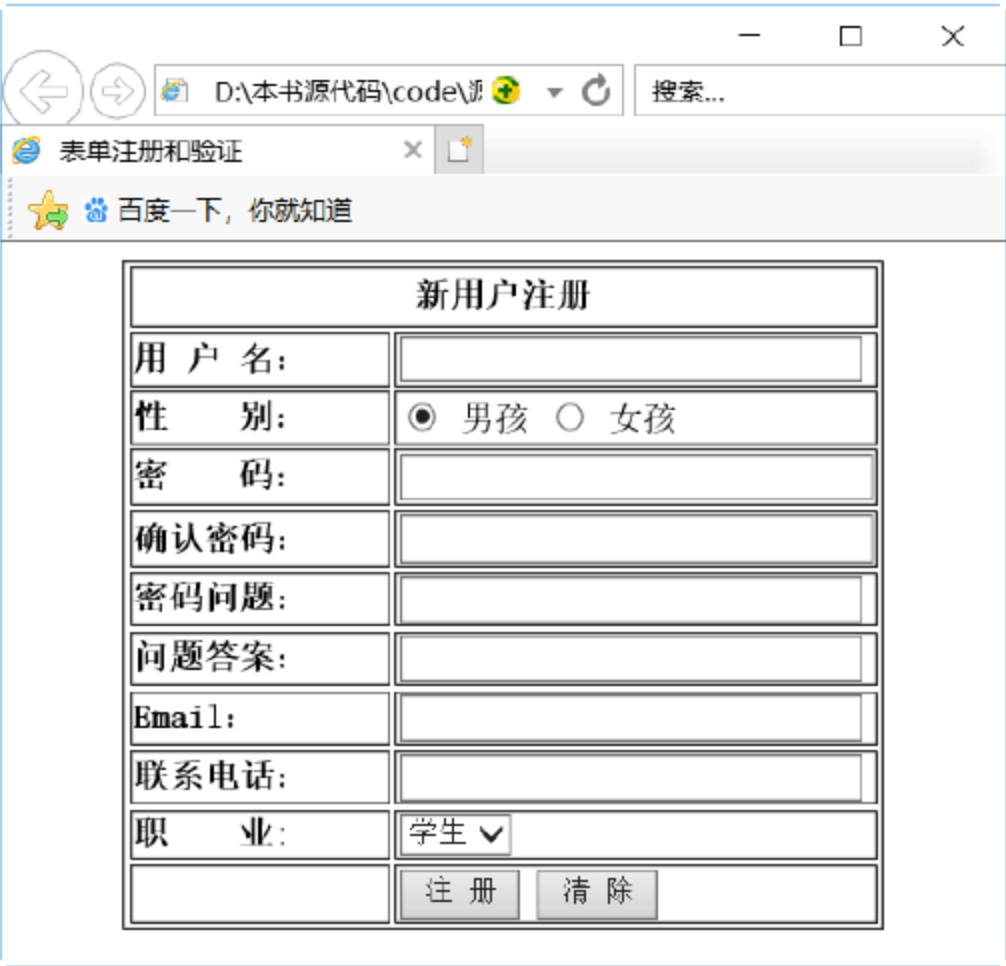 D:\本书源代码\code\源 搜索...
表单注册和验证
百度一下，你就知道
新用户注册
用 户 名：
性 别： 男孩 女孩
密 码：
确认密码：
密码问题：
问题答案：
Email：
联系电话：
职 业： 学生
注 册 清 除